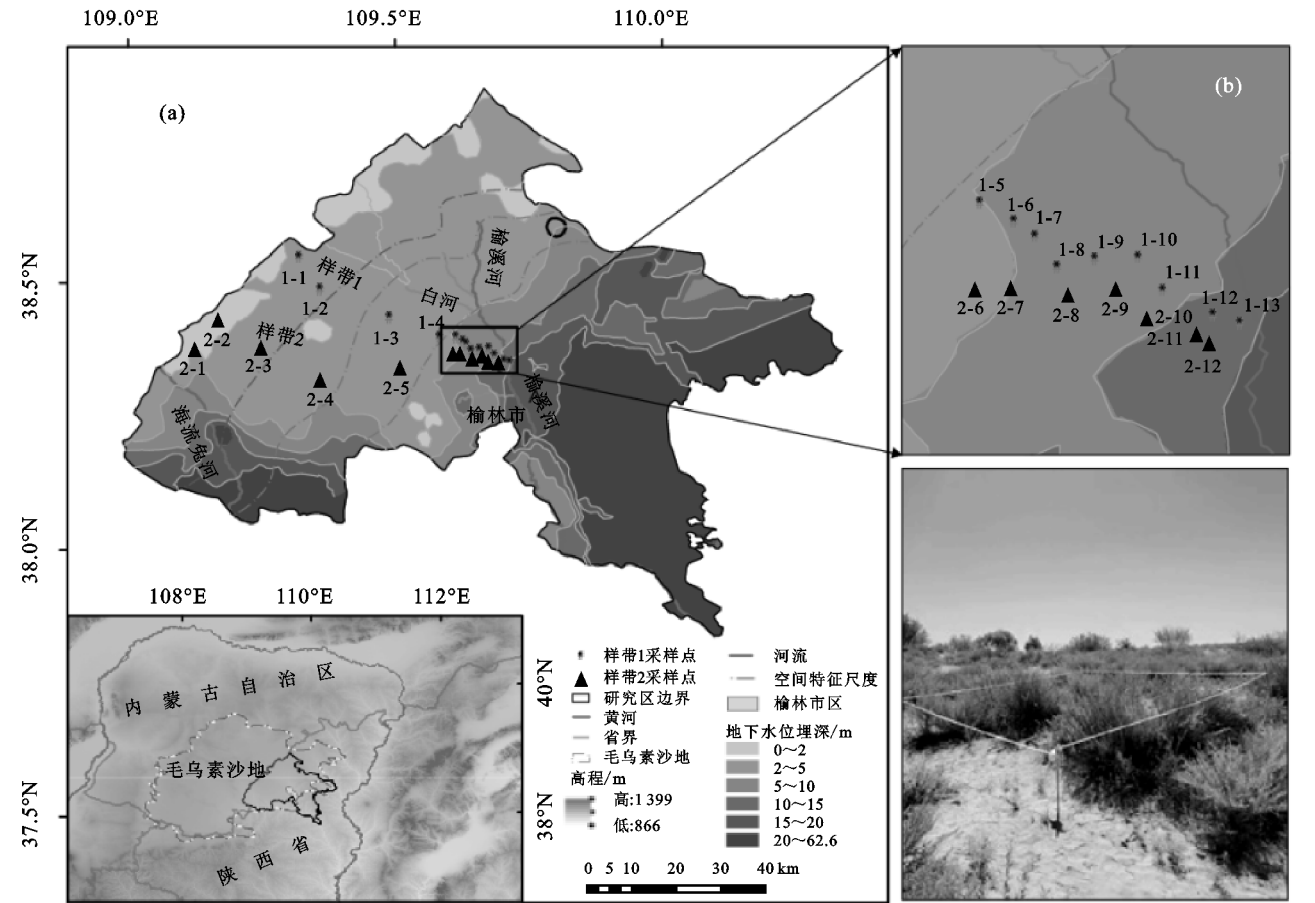 109.0°E
109.5°E
110.0°E
(a)
(b)
38.5°N
38.0°N
37.5°N
榆溪河
样带1
1-1
1-2
白河
1-3
1-4
2-2
2-1
样带2
2-3
2-4
2-5
榆林市
榆溪河
海流兔河
1-5
1-6
1-7
1-8
1-9
1-10
1-11
1-12
1-13
2-6
2-7
2-8
2-9
2-10
2-11
2-12
108°E
110°E
112°E
40°N
38°N
内蒙古自治区
毛乌素沙地
陕西省
样带1采样点
样带2采样点
研究区边界
黄河
省界
毛乌素沙地
高程/m
高:1 399
低:866
河流
空间特征尺度
榆林市区
地下水位埋深/m
0～2
2～5
5～10
10～15
15～20
20～62.6
0 5 10 20 30 40 km